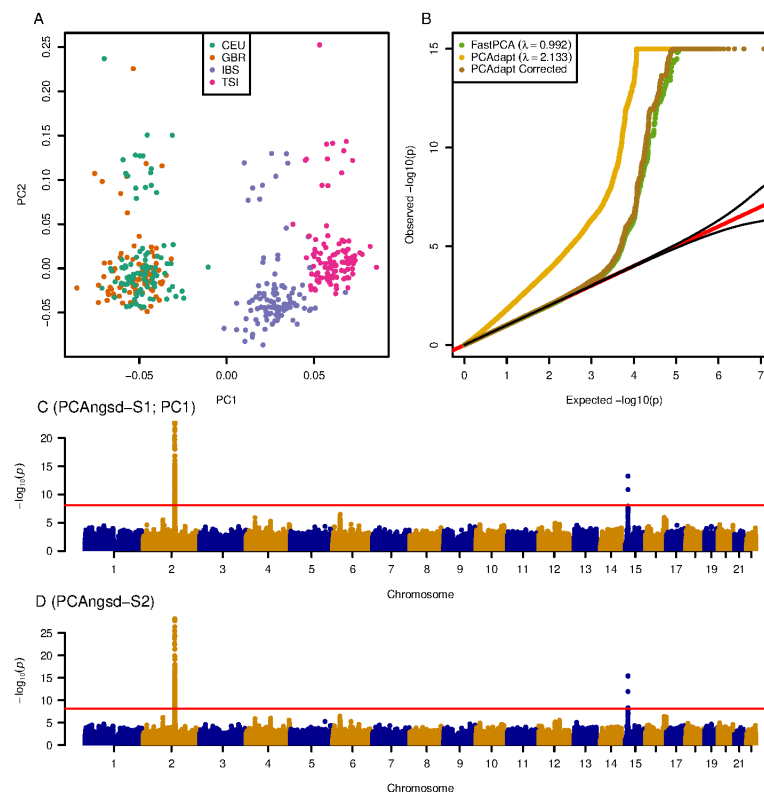 A
CEU
GBR
IBS
TSI
0.25
0.20
0.15
0.10
0.05
0.00
−0.05
PC2
−0.05
0.00
0.05
PC1
B
FastPCA (λ = 0.992)
PCAdapt (λ = 2.133)
PCAdapt Corrected
15
10
5
0
Observed −log10(p)
0 1 2 3 4 5 6 7
Expected −log10(p)
C (PCAngsd−S1; PC1)
20
15
10
5
0
−log10(p)
1 2 3 4 5 6 7 8 9 10 11 12 13 14 15 17 19 21
Chromosome
D (PCAngsd−S2)
25
20
15
10
5
0
−log10(p)
1 2 3 4 5 6 7 8 9 10 11 12 13 14 15 17 19 21
Chromosome